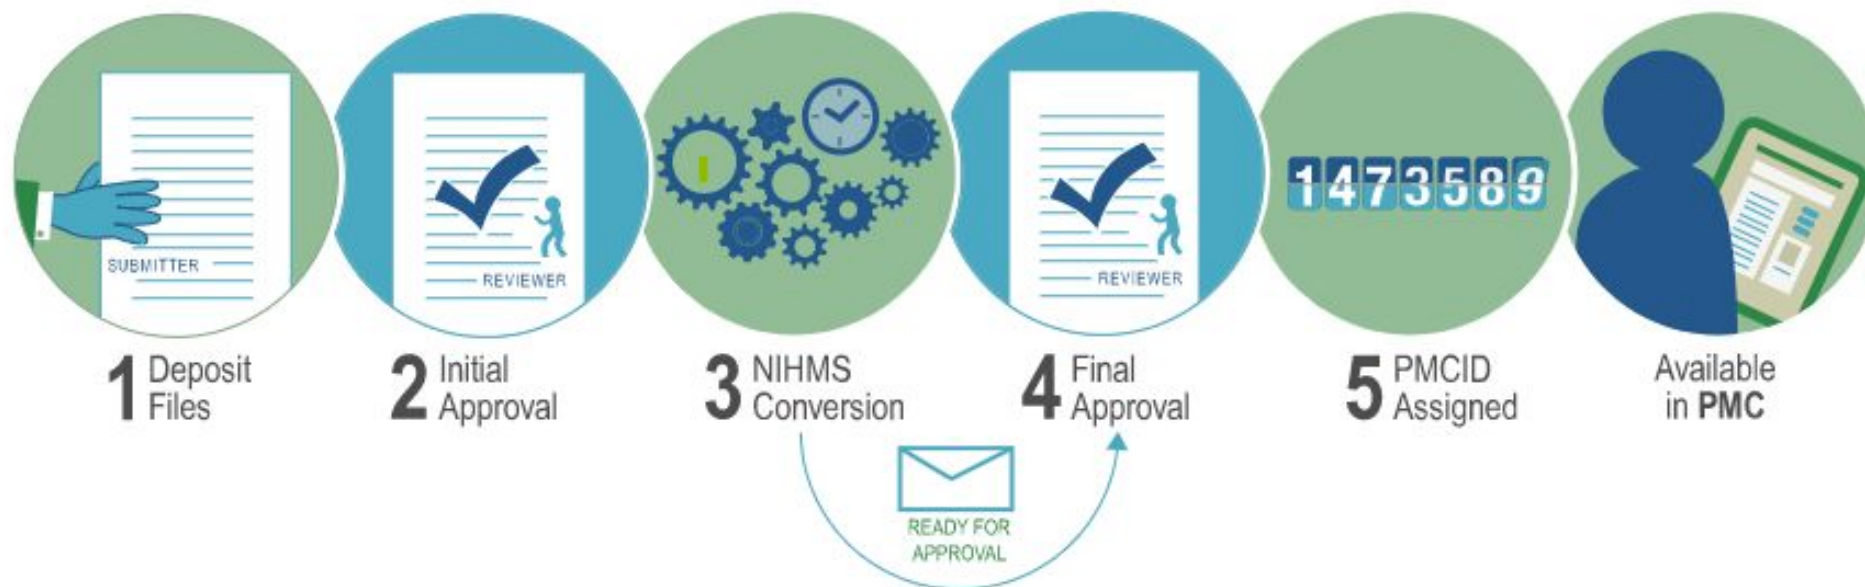 SUBMITTER
REVIEWER
REVIEWER
1473589
1 Deposit
Files
2 Initial
Approval
3 NIHMS
Conversion
4 Final
Approval
5 PMCID
Assigned
Available
in PMC
READY FOR
APPROVAL